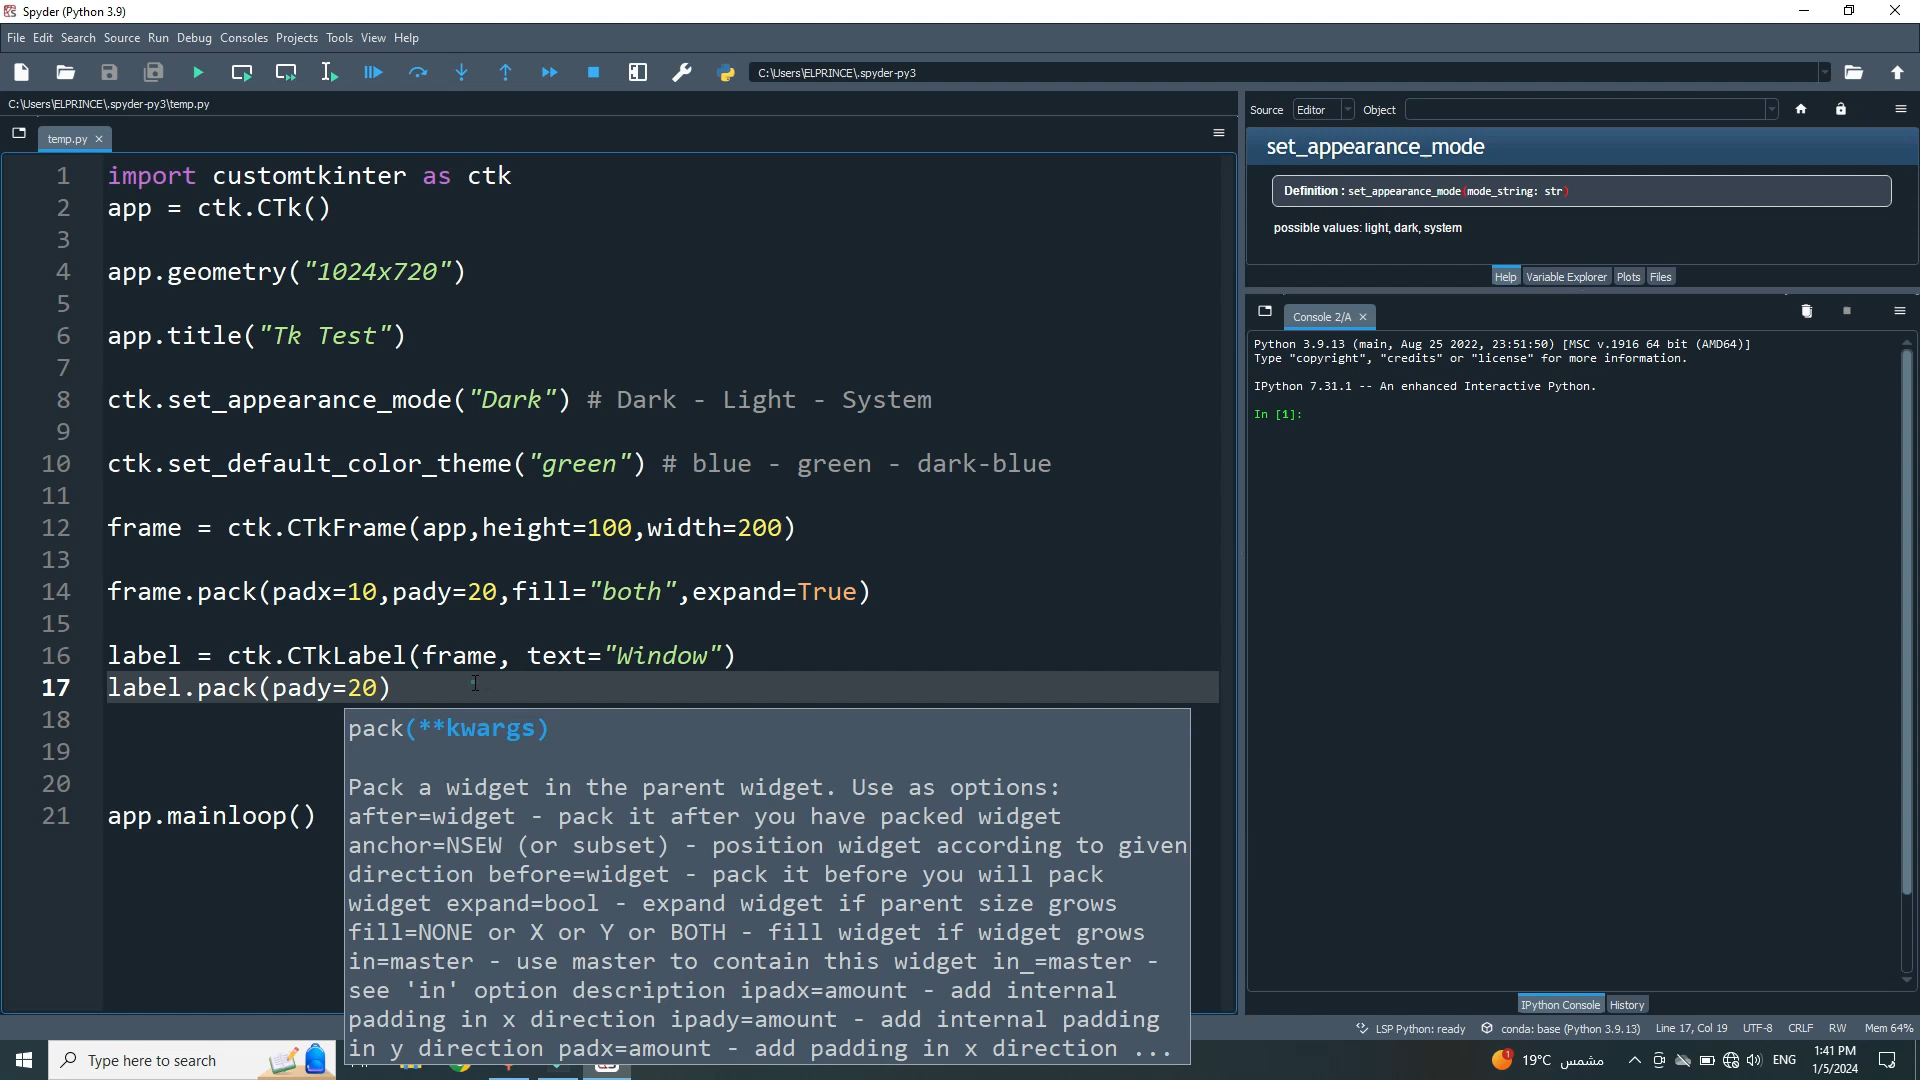 Spyder (Python 3.9)
File Edit Search Source Run Debug Consoles Projects Tools View Help
C:\Users\ELPRINCE\.spyder-py3
C:\Users\ELPRINCE\.spyder-py3\temp.py
temp.py
1 import customtkinter as ctk
2 app = ctk.CTk()
3
4 app.geometry("1024x720")
5
6 app.title("Tk Test")
7
8 ctk.set_appearance_mode("Dark") # Dark - Light - System
9
10 ctk.set_default_color_theme("green") # blue - green - dark-blue
11
12 frame = ctk.CTkFrame(app,height=100,width=200)
13
14 frame.pack(padx=10,pady=20,fill="both",expand=True)
15
16 label = ctk.CTkLabel(frame, text="Window")
17 label.pack(pady=20)
18
19
20
21 app.mainloop()
pack(**kwargs)
Pack a widget in the parent widget. Use as options:
after=widget - pack it after you have packed widget
anchor=NSEW (or subset) - position widget according to given
direction before=widget - pack it before you will pack
widget expand=bool - expand widget if parent size grows
fill=NONE or X or Y or BOTH - fill widget if widget grows
in=master - use master to contain this widget in_=master -
see 'in' option description ipadx=amount - add internal
padding in x direction ipady=amount - add internal padding
in y direction padx=amount - add padding in x direction ...
Source Editor Object
set_appearance_mode
Definition : set_appearance_mode(mode_string: str)
possible values: light, dark, system
Help Variable Explorer Plots Files
Console 2/A
Python 3.9.13 (main, Aug 25 2022, 23:51:50) [MSC v.1916 64 bit (AMD64)]
Type "copyright", "credits" or "license" for more information.
IPython 7.31.1 -- An enhanced Interactive Python.
In [1]:
IPython Console History
LSP Python: ready conda: base (Python 3.9.13) Line 17, Col 19 UTF-8 CRLF RW Mem 64%
Type here to search
1 19°C مشمس ENG 1:41 PM
1/5/2024